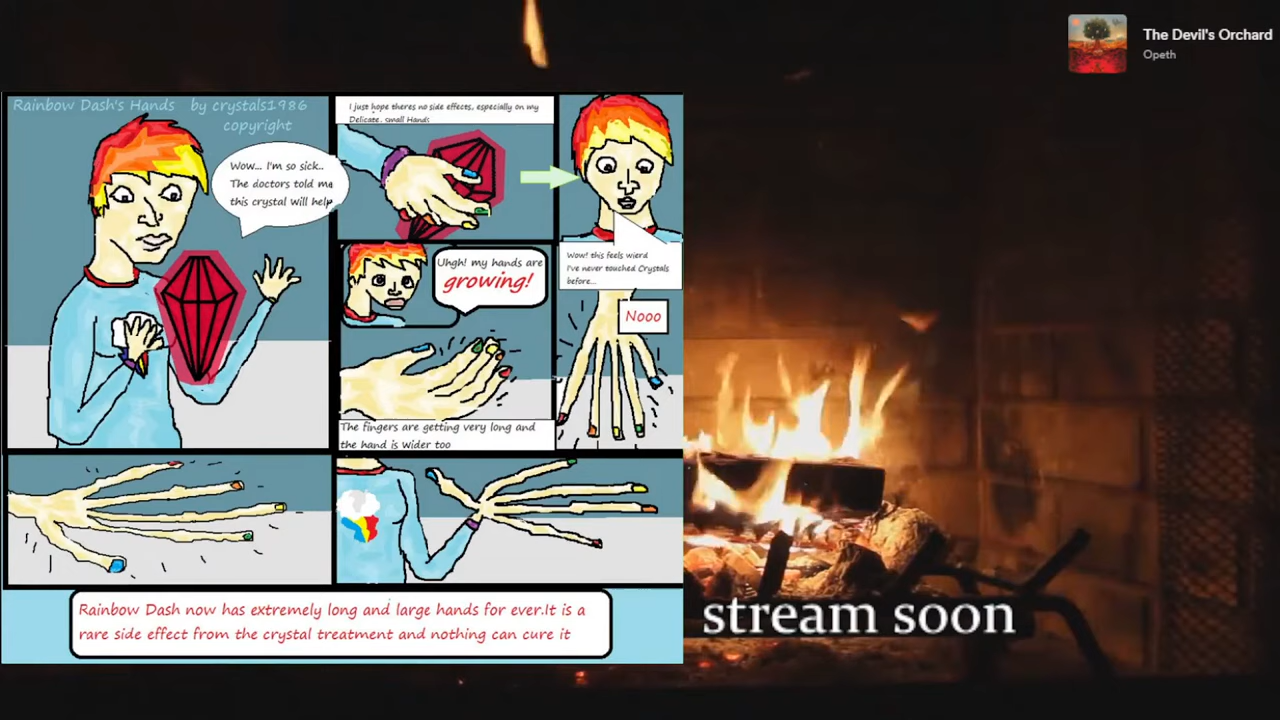 The Devil's Orchard
Opeth
Rainbow Dash's Hands by crystals1986
copyright
Wow... I'm so sick..
The doctors told me
this crystal will help
I just hope theres no side effects, especially on my
Delicate, small Hands
Wow! this feels wierd
I've never touched Crystals
before...
Uhgh! my hands are
growing!
The fingers are getting very long and
the hand is wider too
Nooo
Rainbow Dash now has extremely long and large hands for ever.It is a
rare side effect from the crystal treatment and nothing can cure it
stream soon